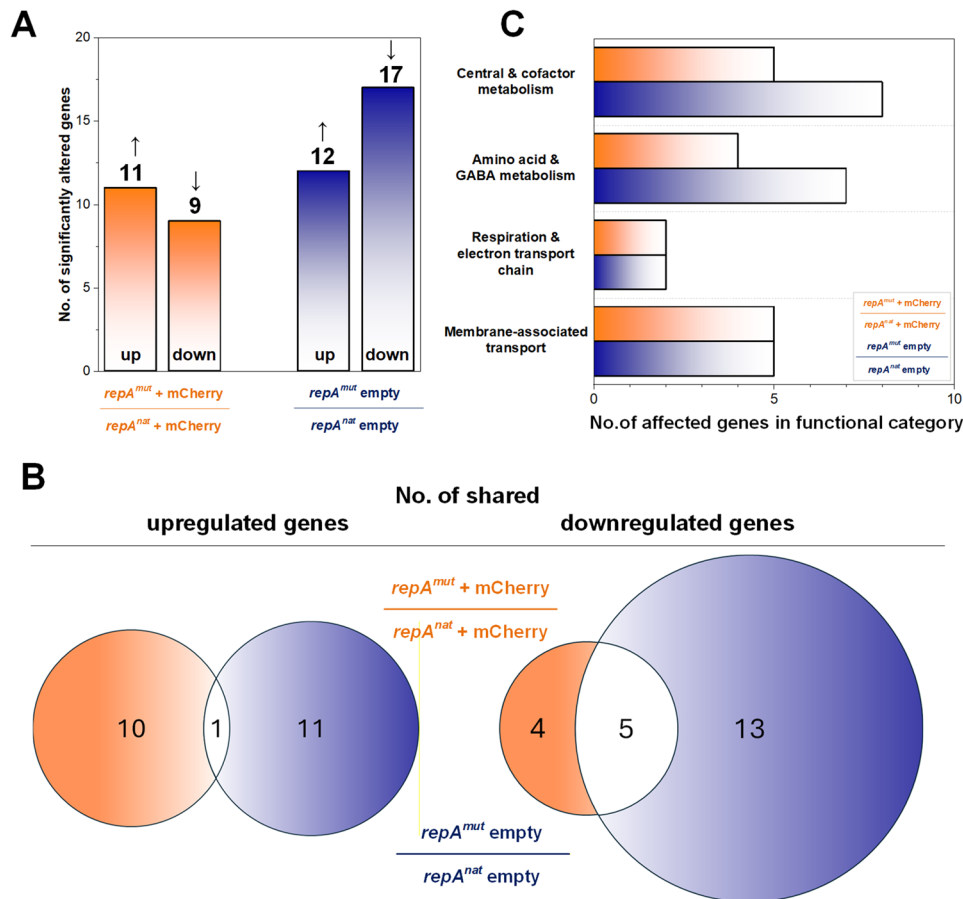 A
No. of significantly altered genes
20
15
10
5
0
↑
11
up
↓
9
down
↑
12
up
↓
17
down
repA^mut + mCherry
repA^nat + mCherry
repA^mut empty
repA^nat empty
C
Central & cofactor
metabolism
Amino acid &
GABA metabolism
Respiration &
electron transport
chain
Membrane-associated
transport
repA^mut + mCherry
repA^nat + mCherry
repA^mut empty
repA^nat empty
0
5
10
No.of affected genes in functional category
B
No. of shared
upregulated genes
downregulated genes
repA^mut + mCherry
repA^nat + mCherry
10
1
11
4
5
13
repA^mut empty
repA^nat empty